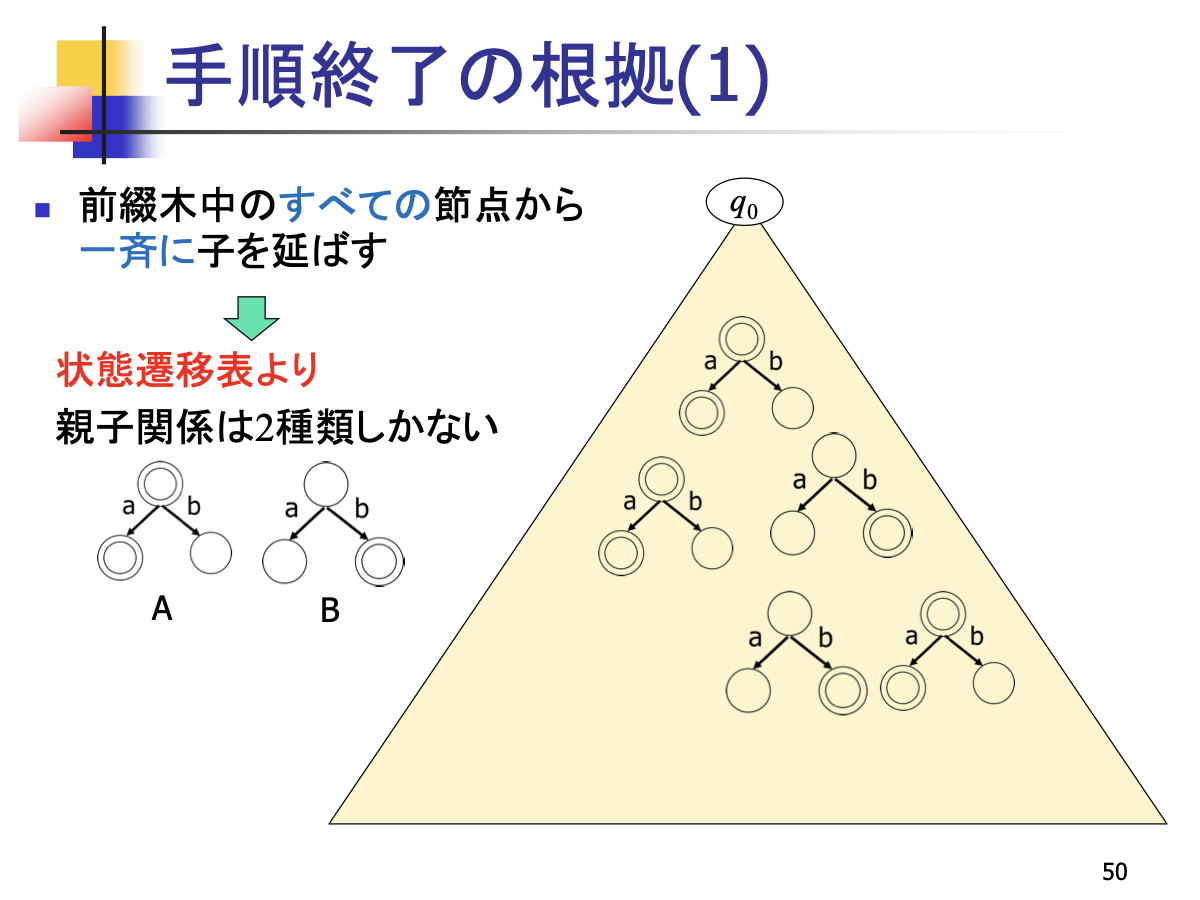 手順終了の根拠(1)
前綴木中のすべての節点から
一斉に子を延ばす
状態遷移表より
親子関係は2種類しかない
a b
a b
A
B
q0
a b
a b
a b
a b
a b
50